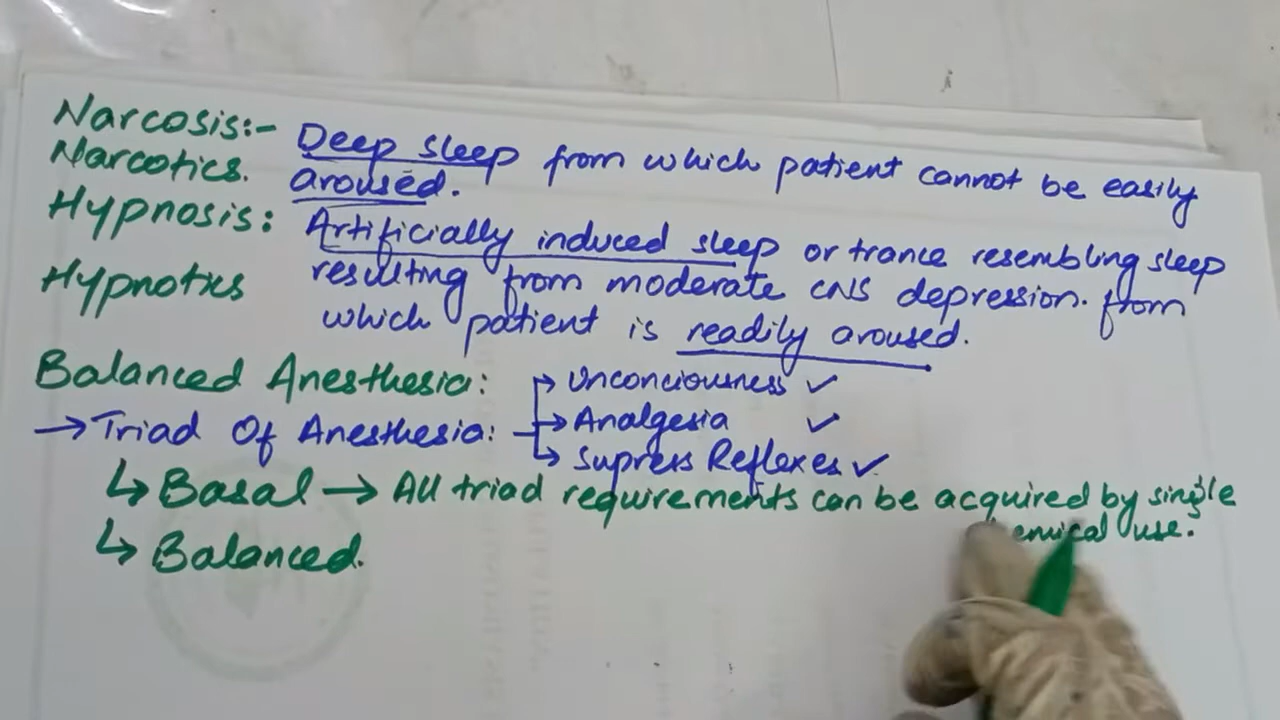 Narcosis:- Deep sleep from which patient cannot be easily
Narcotics. aroused.
Hypnosis: Artificially induced sleep or trance resembling sleep
Hypnotics resulting from moderate CNS depression. from
which patient is readily aroused.
Balanced Anesthesia:
→ Triad Of Anesthesia: → Unconciousness ✓
→ Analgesia ✓
↳ Supress Reflexes ✓
↳ Basal → All triad requirements can be acquired by single
use.
↳ Balanced.